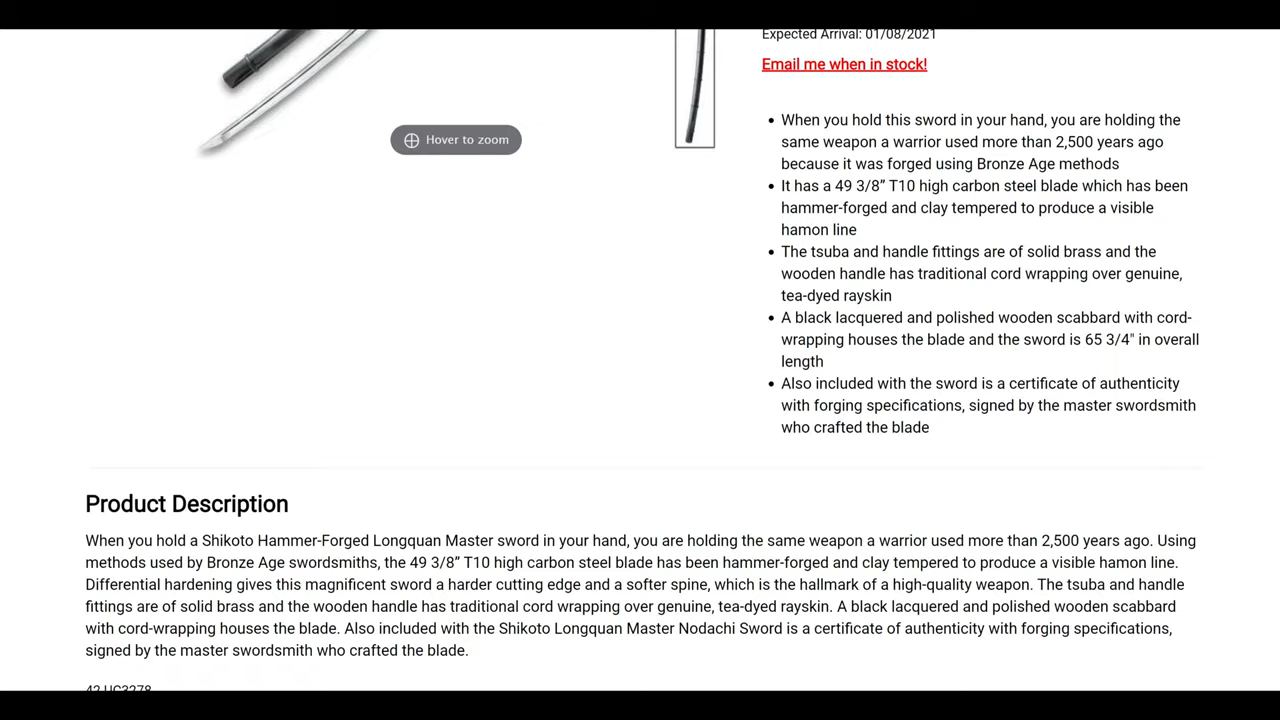 Expected Arrival: 01/08/2021
Email me when in stock!
Hover to zoom
When you hold this sword in your hand, you are holding the
same weapon a warrior used more than 2,500 years ago
because it was forged using Bronze Age methods
It has a 49 3/8” T10 high carbon steel blade which has been
hammer-forged and clay tempered to produce a visible
hamon line
The tsuba and handle fittings are of solid brass and the
wooden handle has traditional cord wrapping over genuine,
tea-dyed rayskin
A black lacquered and polished wooden scabbard with cord-
wrapping houses the blade and the sword is 65 3/4" in overall
length
Also included with the sword is a certificate of authenticity
with forging specifications, signed by the master swordsmith
who crafted the blade
Product Description
When you hold a Shikoto Hammer-Forged Longquan Master sword in your hand, you are holding the same weapon a warrior used more than 2,500 years ago. Using
methods used by Bronze Age swordsmiths, the 49 3/8” T10 high carbon steel blade has been hammer-forged and clay tempered to produce a visible hamon line.
Differential hardening gives this magnificent sword a harder cutting edge and a softer spine, which is the hallmark of a high-quality weapon. The tsuba and handle
fittings are of solid brass and the wooden handle has traditional cord wrapping over genuine, tea-dyed rayskin. A black lacquered and polished wooden scabbard
with cord-wrapping houses the blade. Also included with the Shikoto Longquan Master Nodachi Sword is a certificate of authenticity with forging specifications,
signed by the master swordsmith who crafted the blade.
42 UC3278